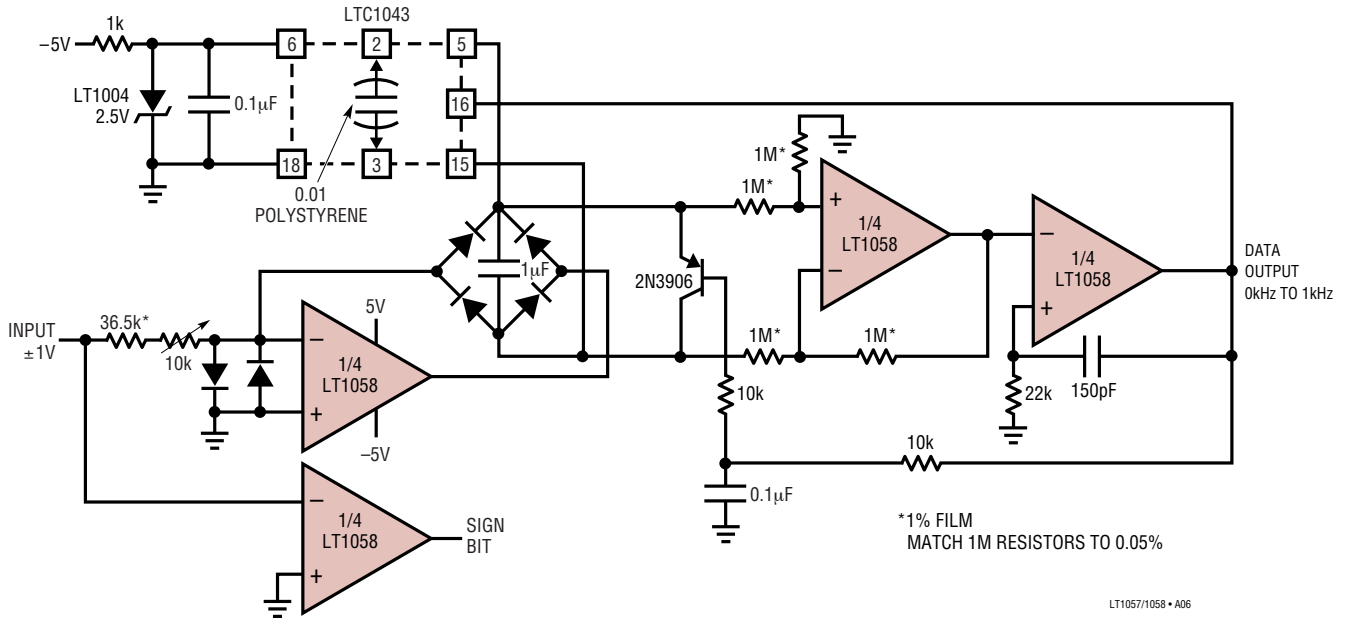 LTC1043
1k
–5V
6
2
5
LT1004
2.5V
0.1µF
16
18
3
15
0.01
POLYSTYRENE
1M*
1M*
+
–
1/4
LT1058
–
+
1/4
LT1058
DATA
OUTPUT
0kHz TO 1kHz
1µF
2N3906
INPUT
±1V
36.5k*
10k
5V
–
+
1/4
LT1058
–5V
1M*
1M*
10k
22k
150pF
10k
0.1µF
–
+
1/4
LT1058
SIGN
BIT
*1% FILM
MATCH 1M RESISTORS TO 0.05%
LT1057/1058 • A06